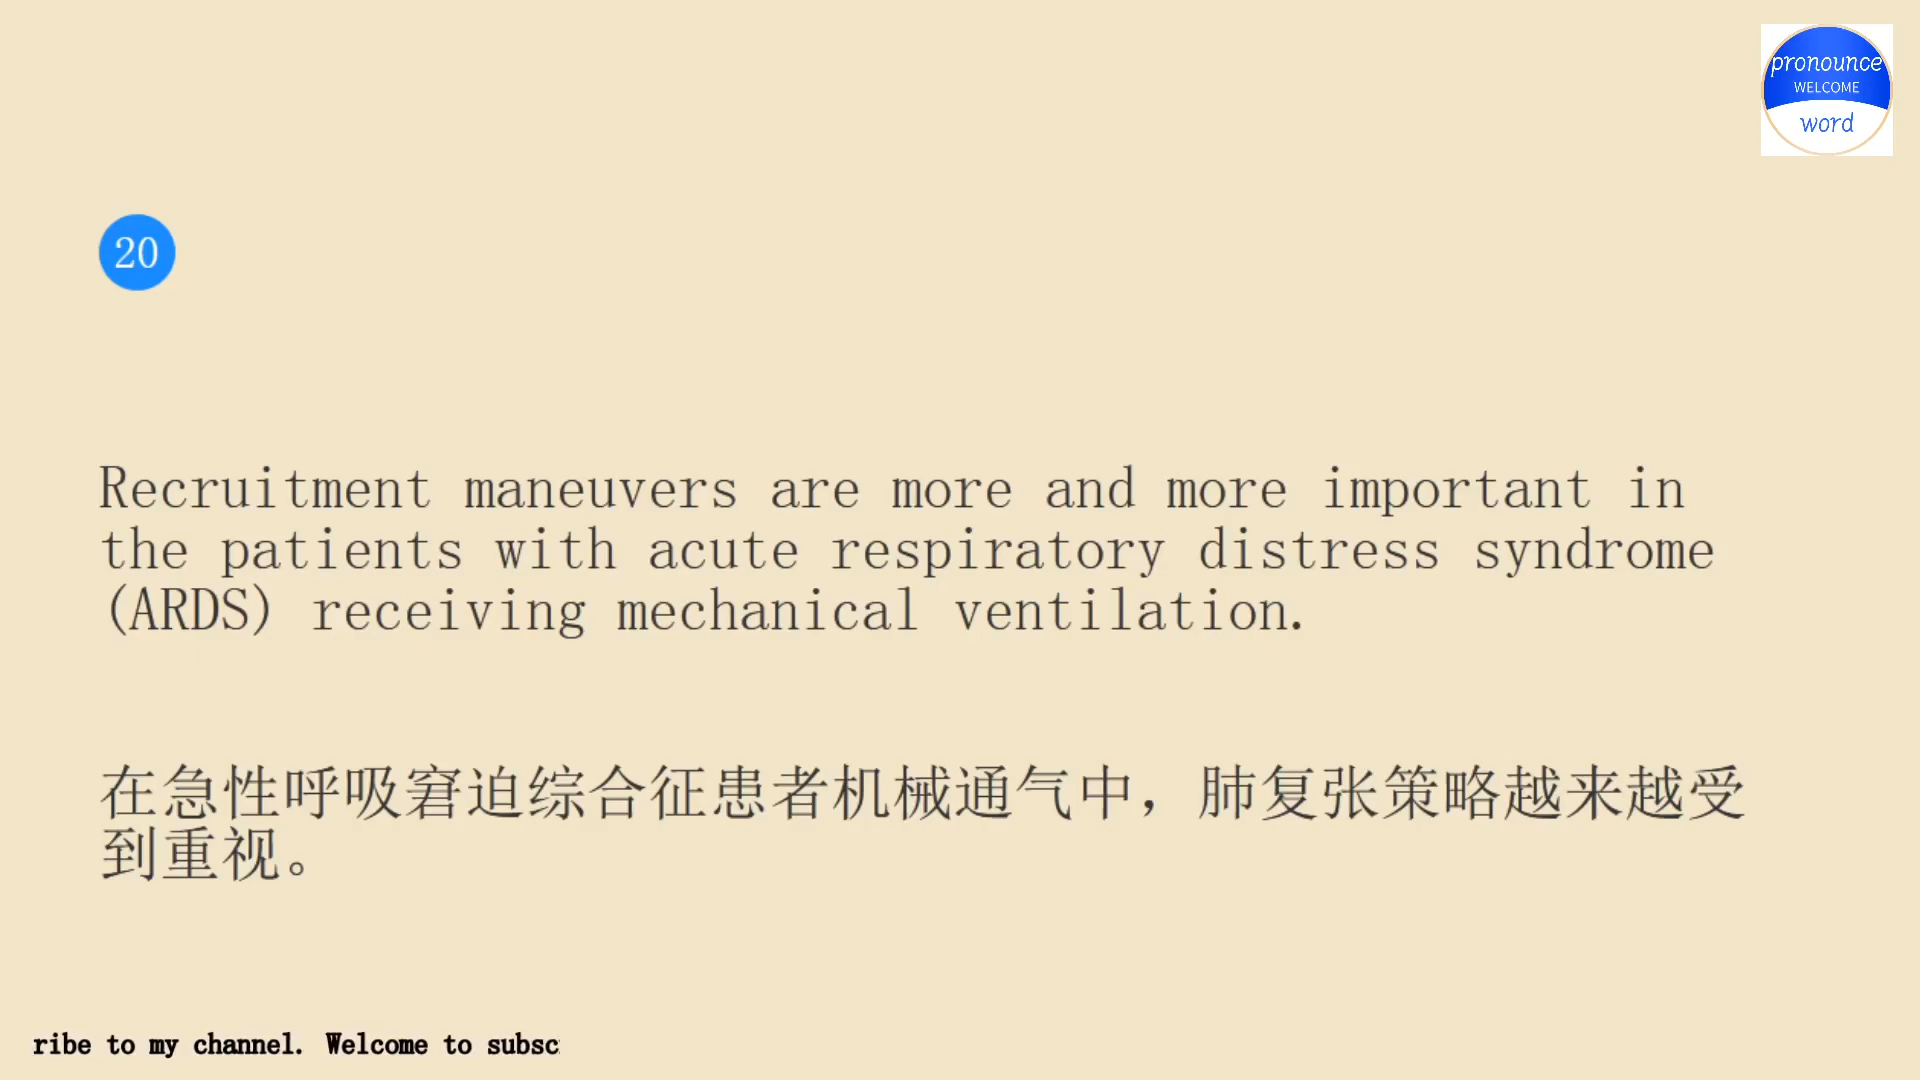 pronounce
WELCOME
word
20
Recruitment maneuvers are more and more important in
the patients with acute respiratory distress syndrome
(ARDS) receiving mechanical ventilation.
在急性呼吸窘迫综合征患者机械通气中，肺复张策略越来越受
到重视。
ribe to my channel. Welcome to subsc